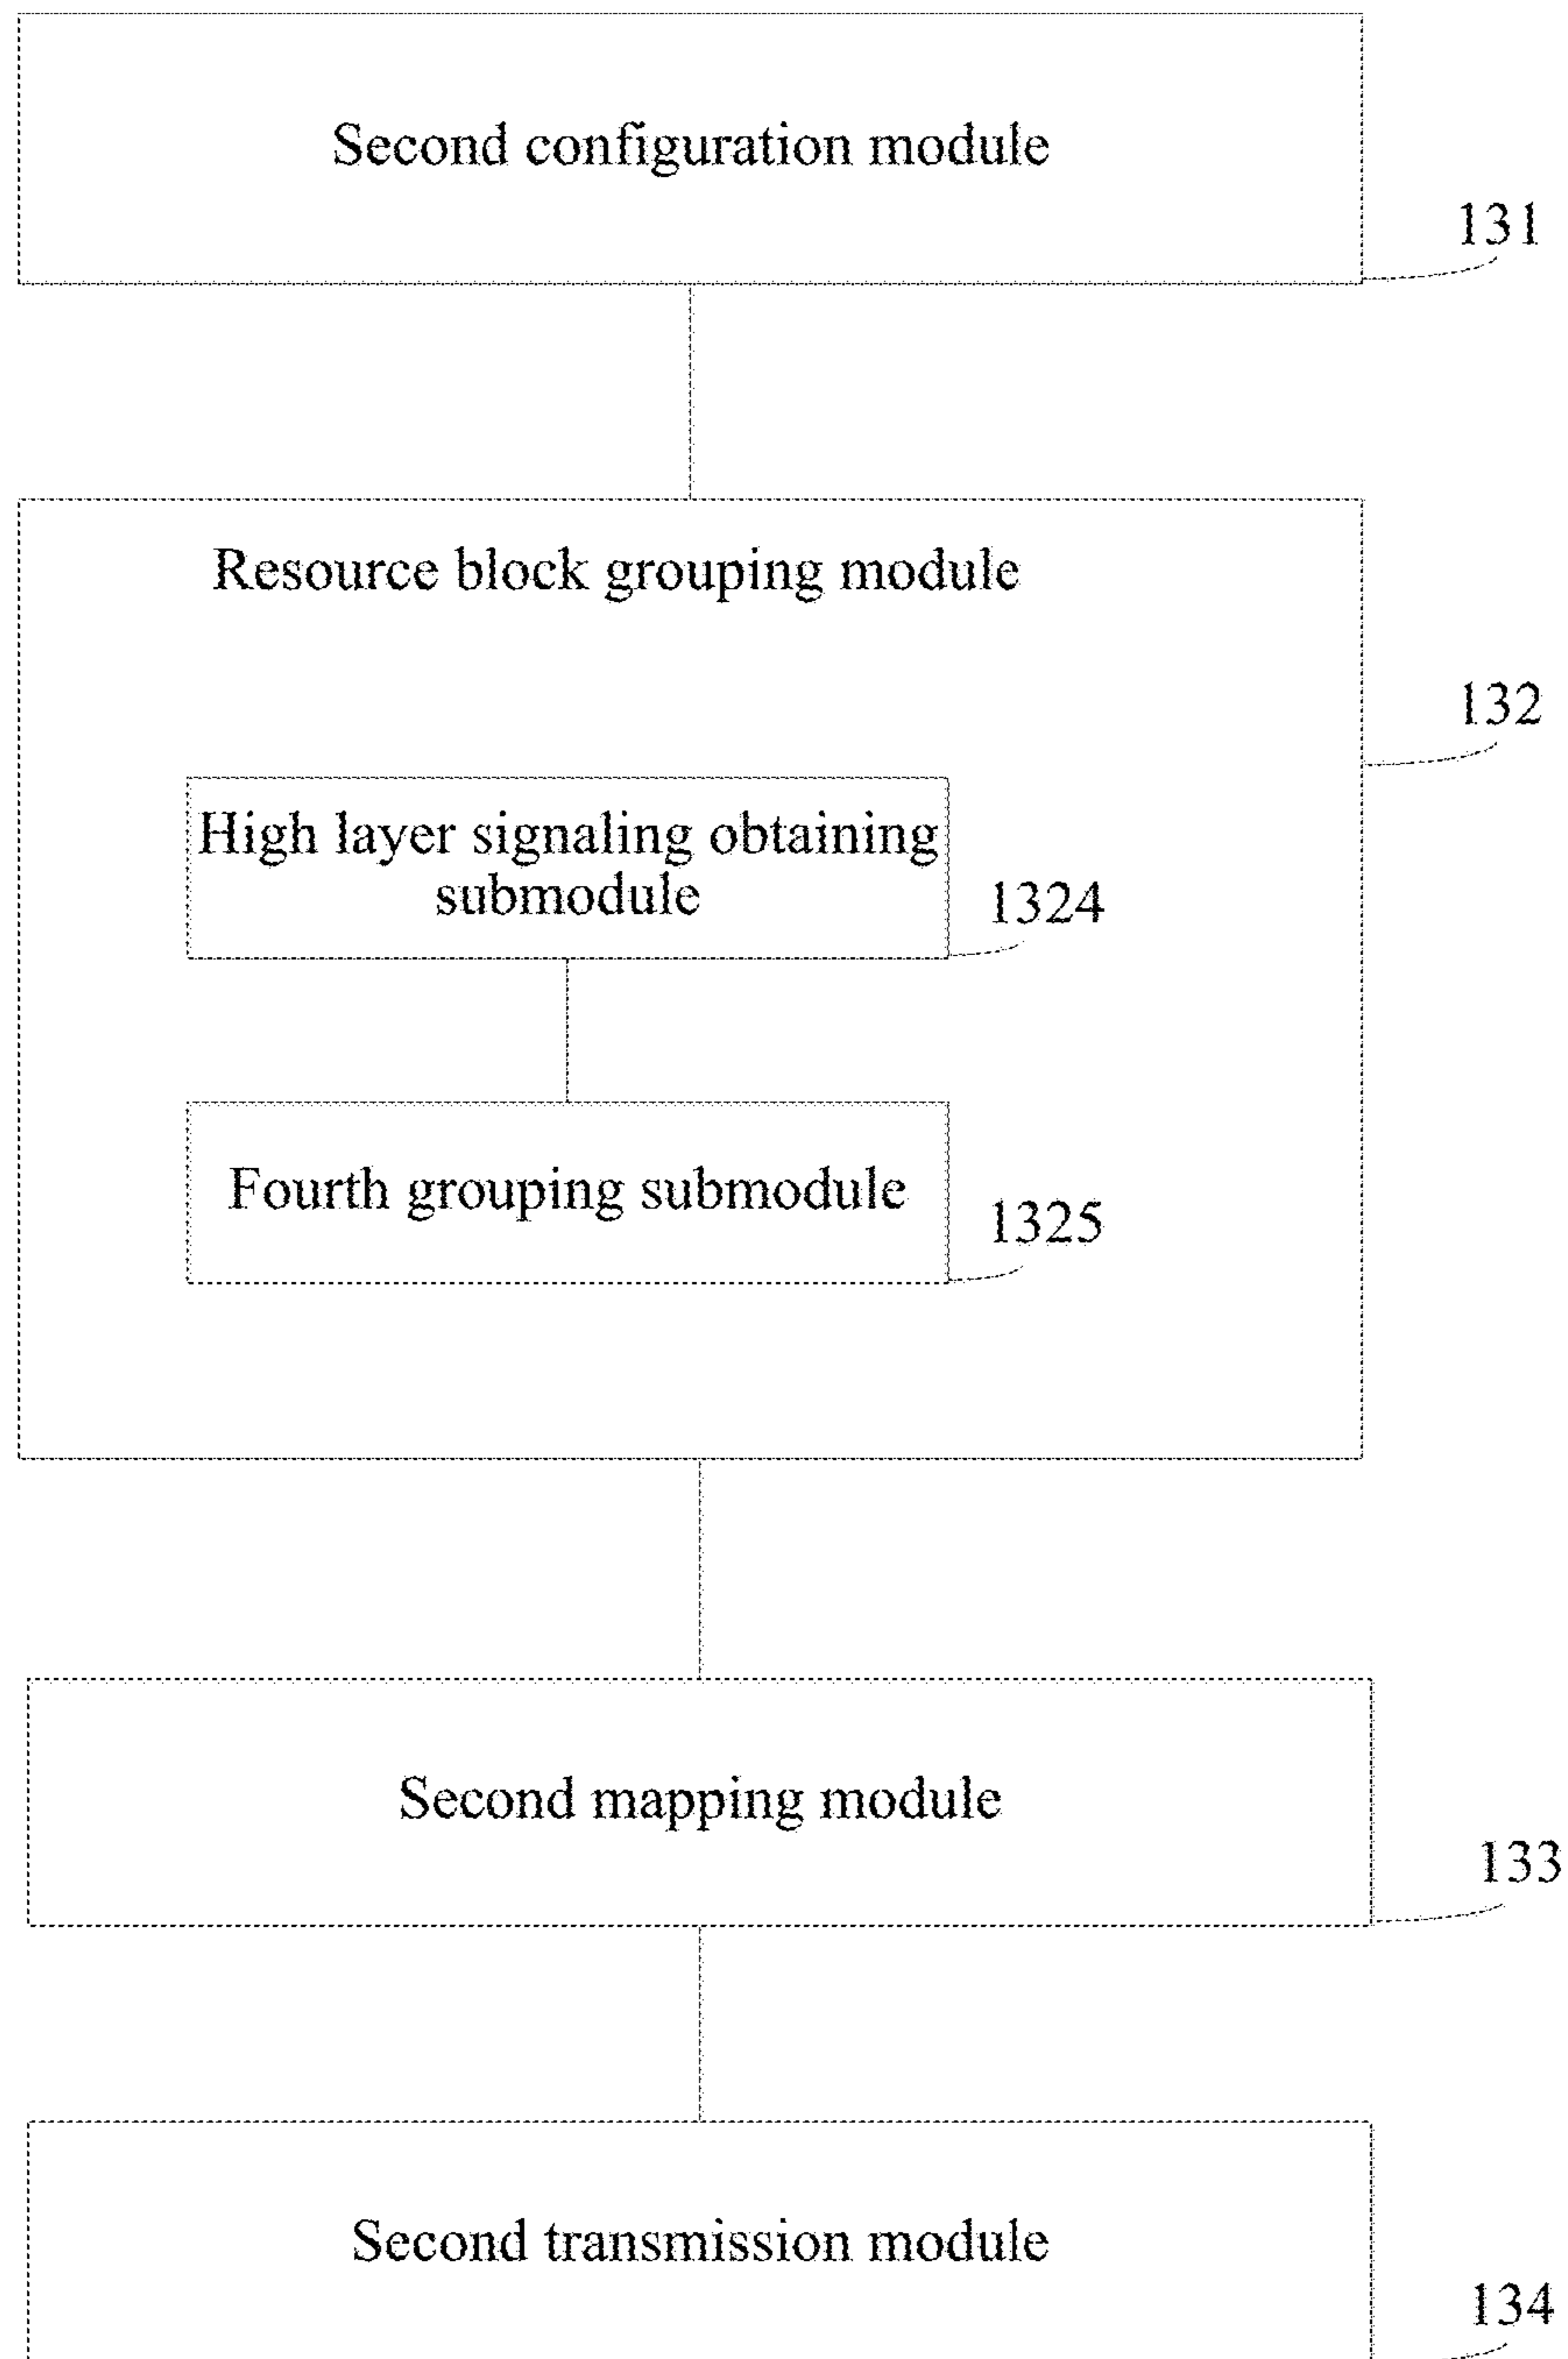 Second configuration module
131
Resource block grouping module
132
High layer signaling obtaining
submodule
1324
Fourth grouping submodule
1325
Second mapping module
133
Second transmission module
134